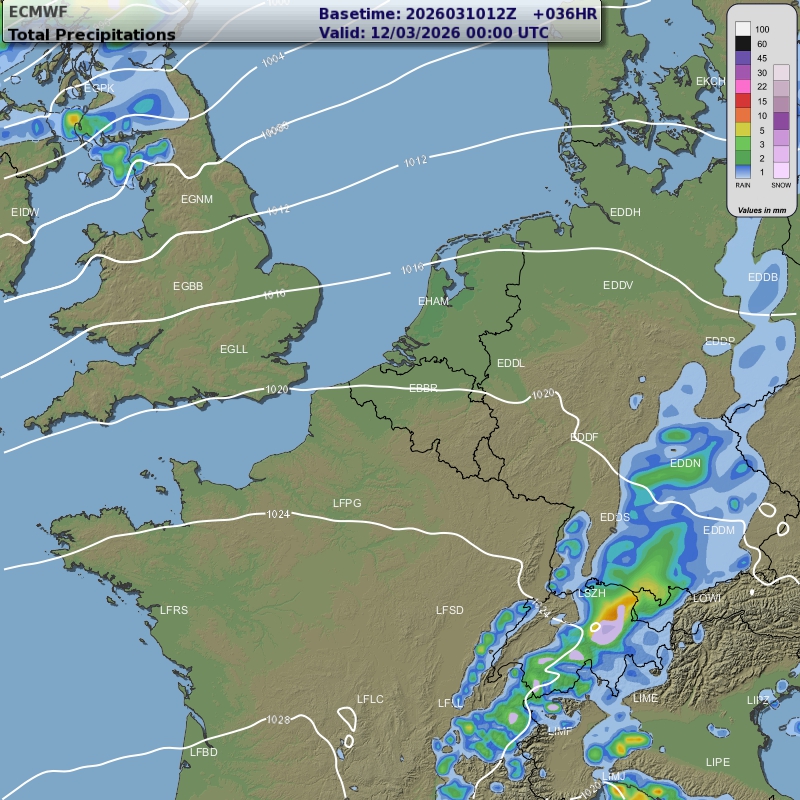 ECMWF
Basetime: 2026031012Z +036HR
Total Precipitations
Valid: 12/03/2026 00:00 UTC
100
60
45
30
22
15
10
5
3
2
1
RAIN
SNOW
Values in mm
1004
EGPK
EKCH
1008
1012
EGNM
1012
EIDW
EDDH
1016
EDDB
EGBB
EDDV
1016
EHAM
EDDP
EGLL
EDDL
EBBR
1020
1020
EDDF
EDDN
LFPG
1024
EDDS
EDDM
LSZH
LOWI
LFRS
LFSD
1024
LFLC
LFLL
LIME
LIPZ
1028
LIMF
LFBD
LIPE
LIMJ
1020